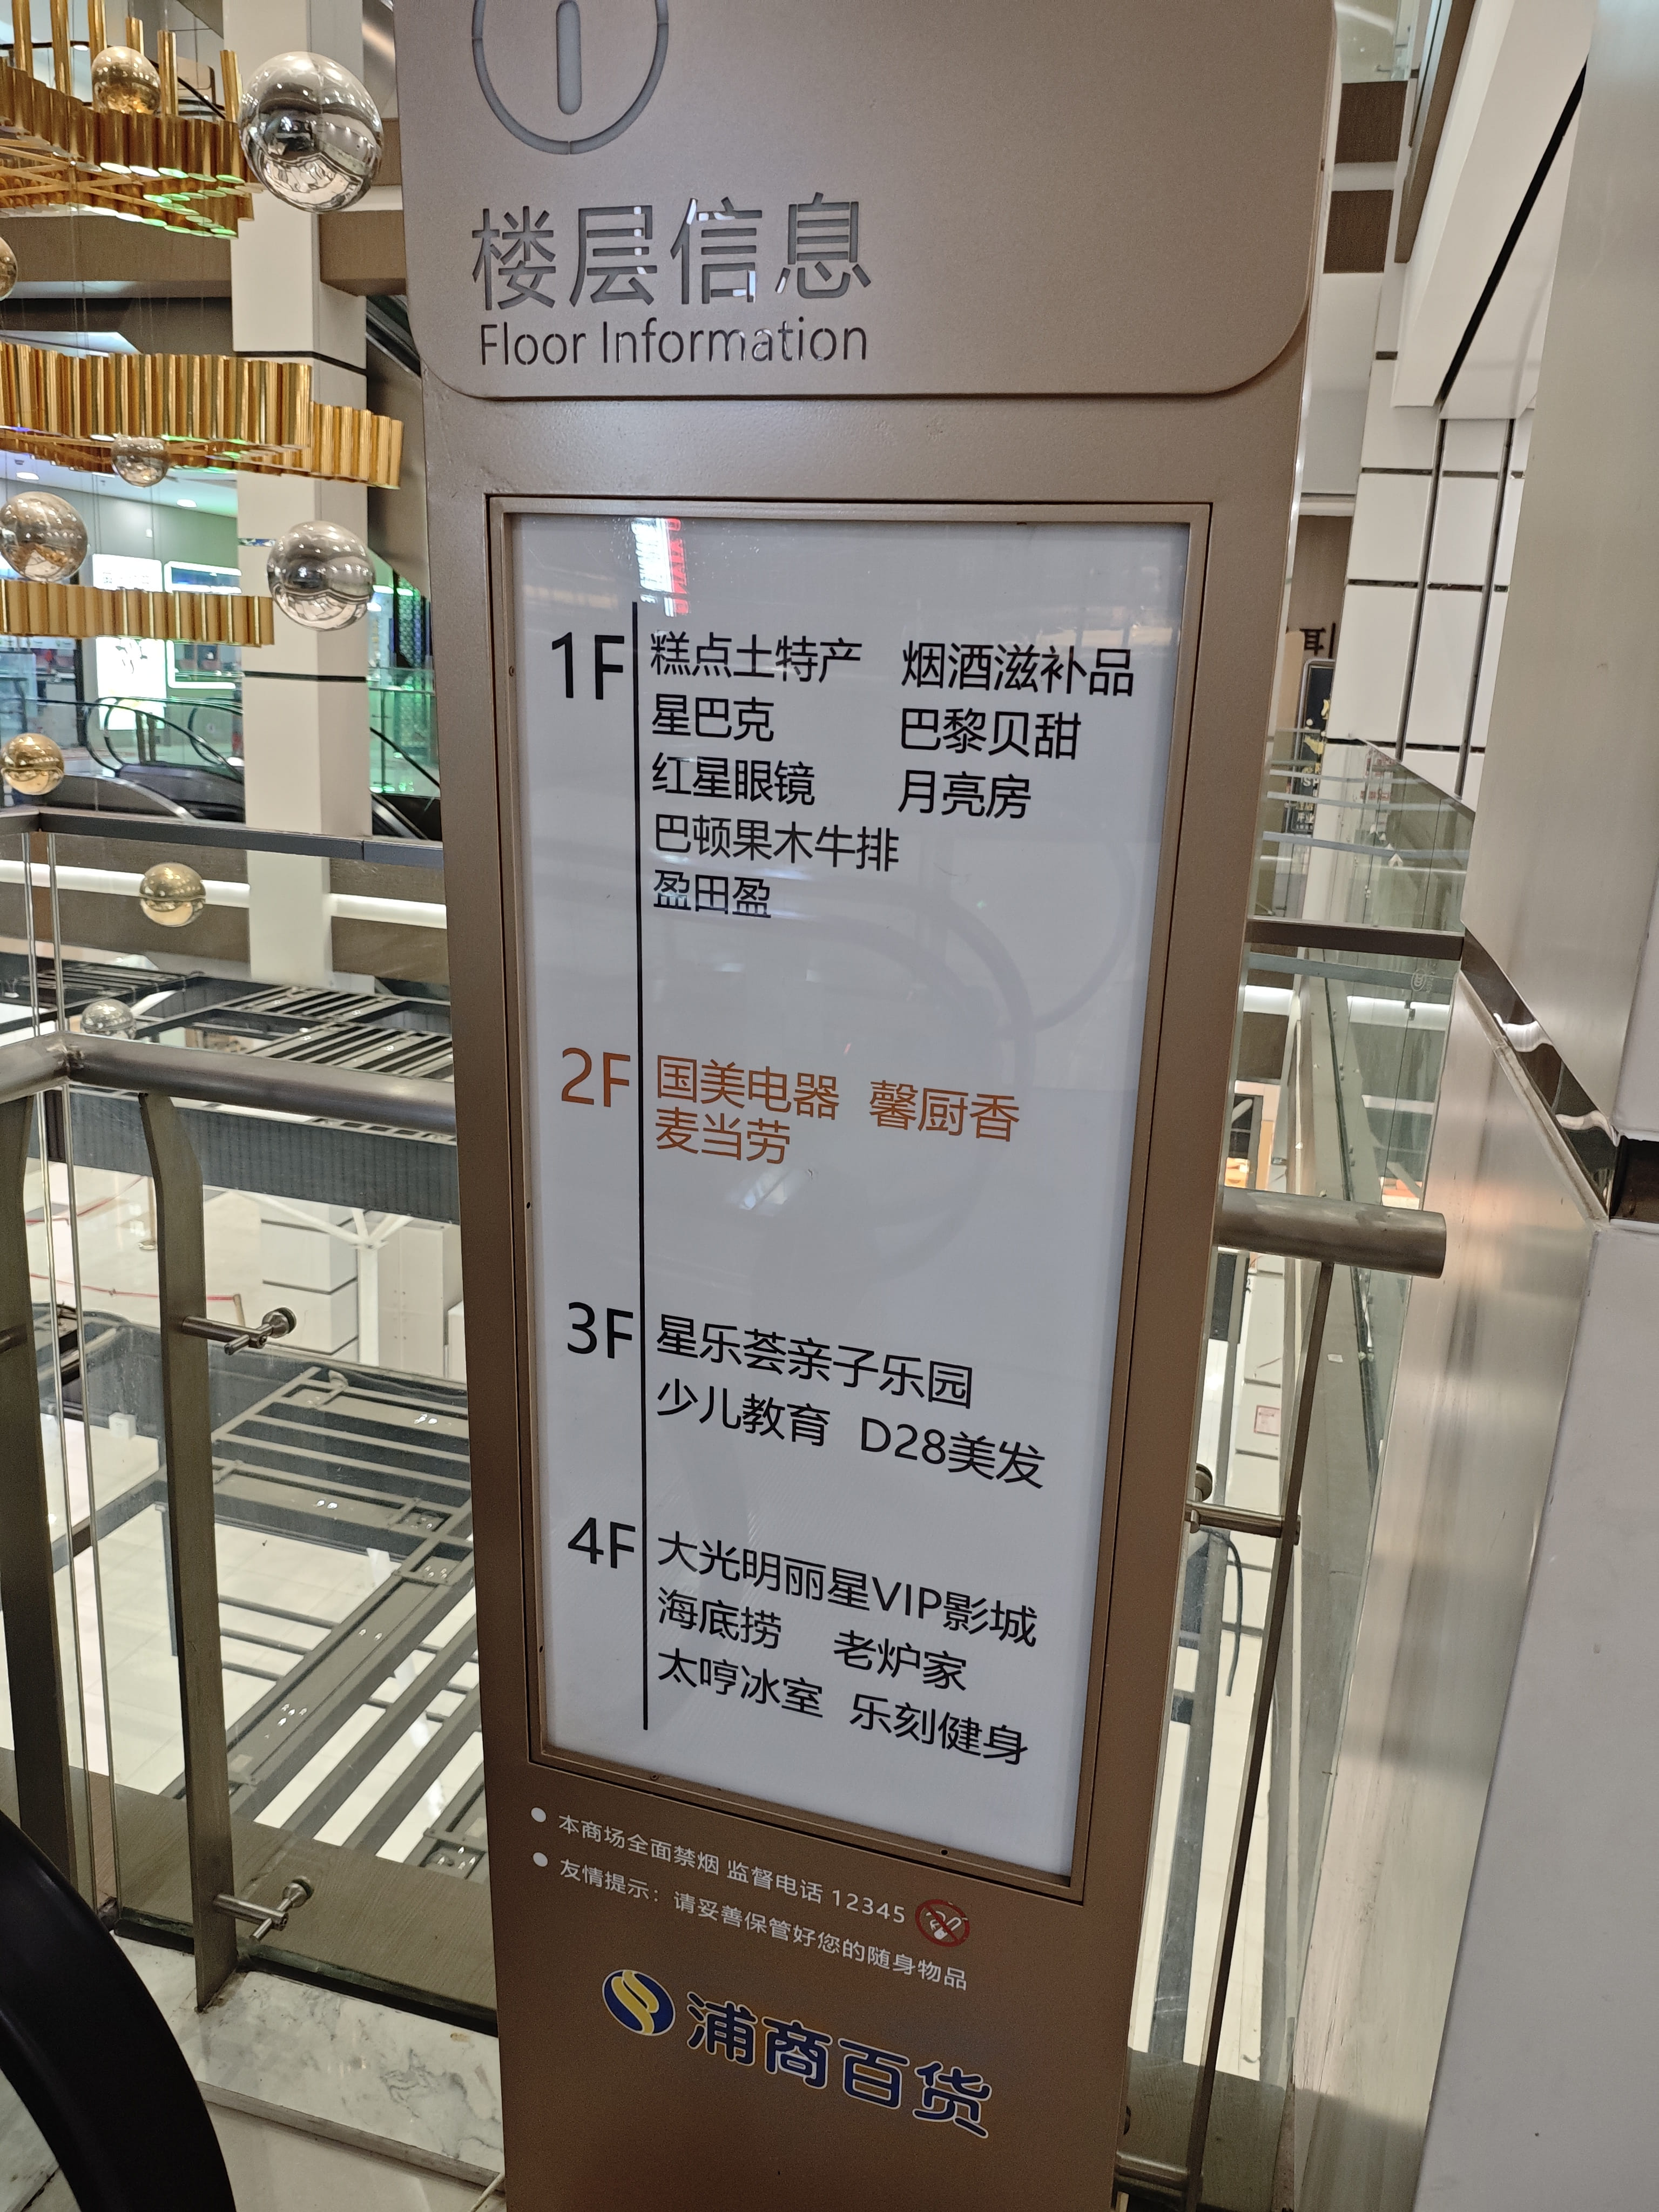 楼层信息
Floor Information
1F
糕点土特产 烟酒滋补品
星巴克 巴黎贝甜
红星眼镜 月亮房
巴顿果木牛排
盈田盈
2F
国美电器 馨厨香
麦当劳
3F
星乐荟亲子乐园
少儿教育 D28美发
4F
大光明丽星VIP影城
海底捞 老炉家
太哼冰室 乐刻健身
本商场全面禁烟 监督电话 12345
友情提示：请妥善保管好您的随身物品
浦商百货